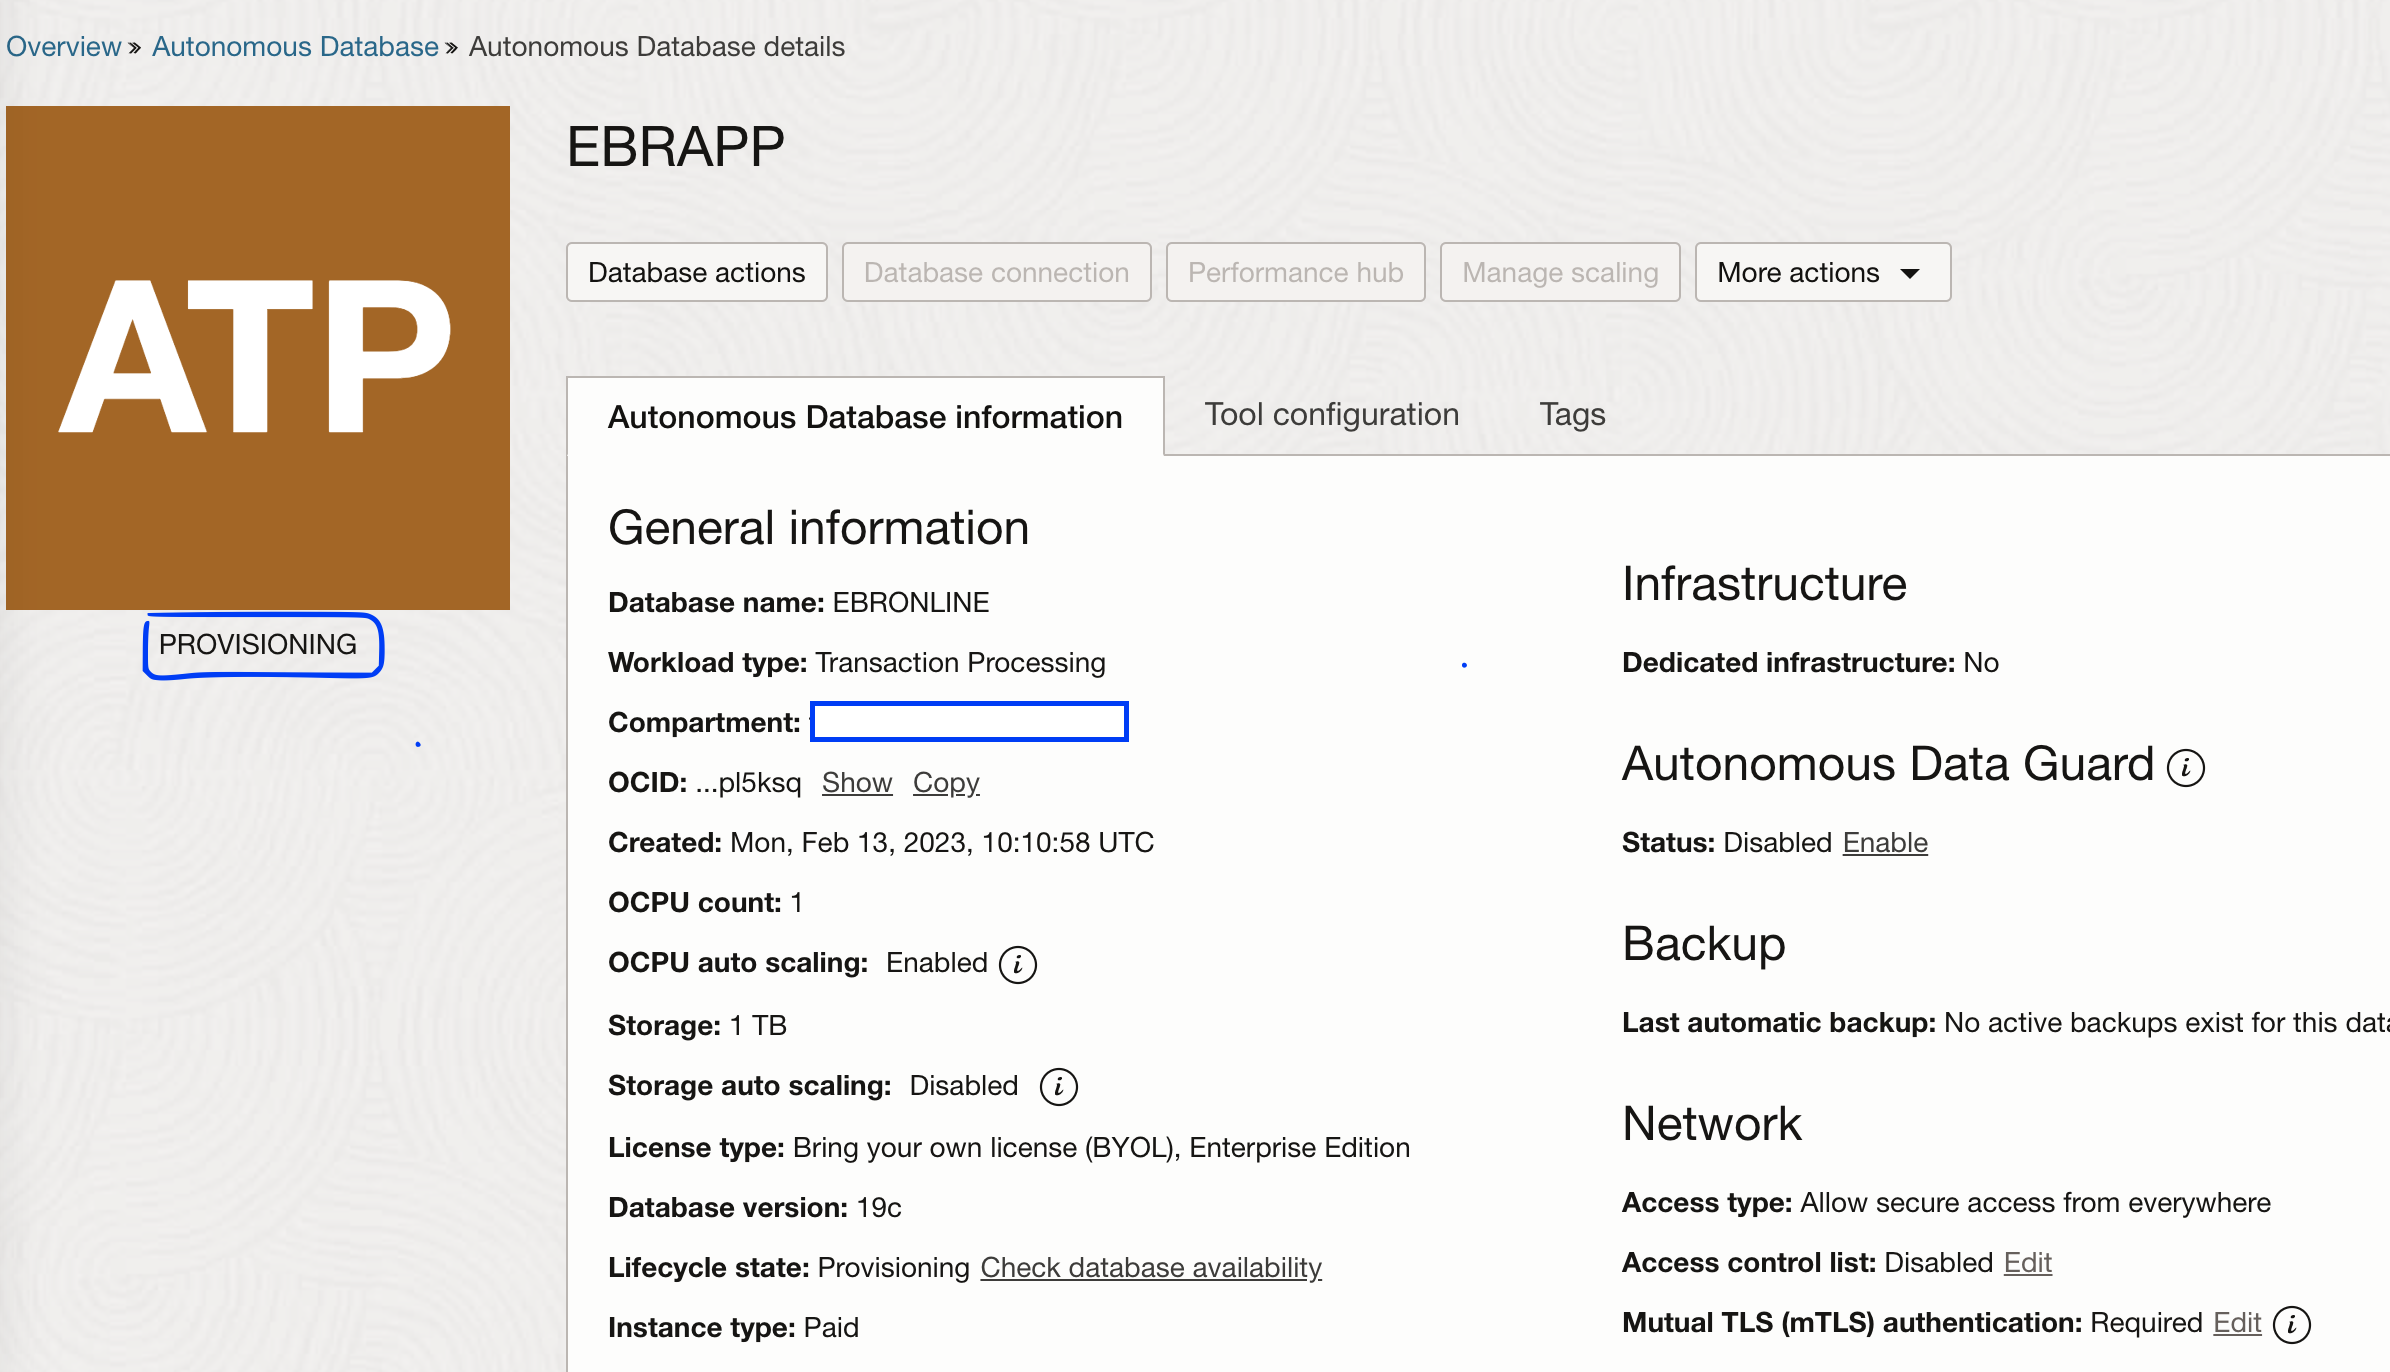 Overview » Autonomous Database » Autonomous Database details
ATP
PROVISIONING
EBRAPP
Database actions
Database connection
Performance hub
Manage scaling
More actions
Autonomous Database information
Tool configuration
Tags
General information
Database name: EBRONLINE
Workload type: Transaction Processing
Compartment:
OCID: ...pl5ksq Show Copy
Created: Mon, Feb 13, 2023, 10:10:58 UTC
OCPU count: 1
OCPU auto scaling: Enabled i
Storage: 1 TB
Storage auto scaling: Disabled i
License type: Bring your own license (BYOL), Enterprise Edition
Database version: 19c
Lifecycle state: Provisioning Check database availability
Instance type: Paid
Infrastructure
Dedicated infrastructure: No
Autonomous Data Guard i
Status: Disabled Enable
Backup
Last automatic backup: No active backups exist for this
Network
Access type: Allow secure access from everywhere
Access control list: Disabled Edit
Mutual TLS (mTLS) authentication: Required Edit i